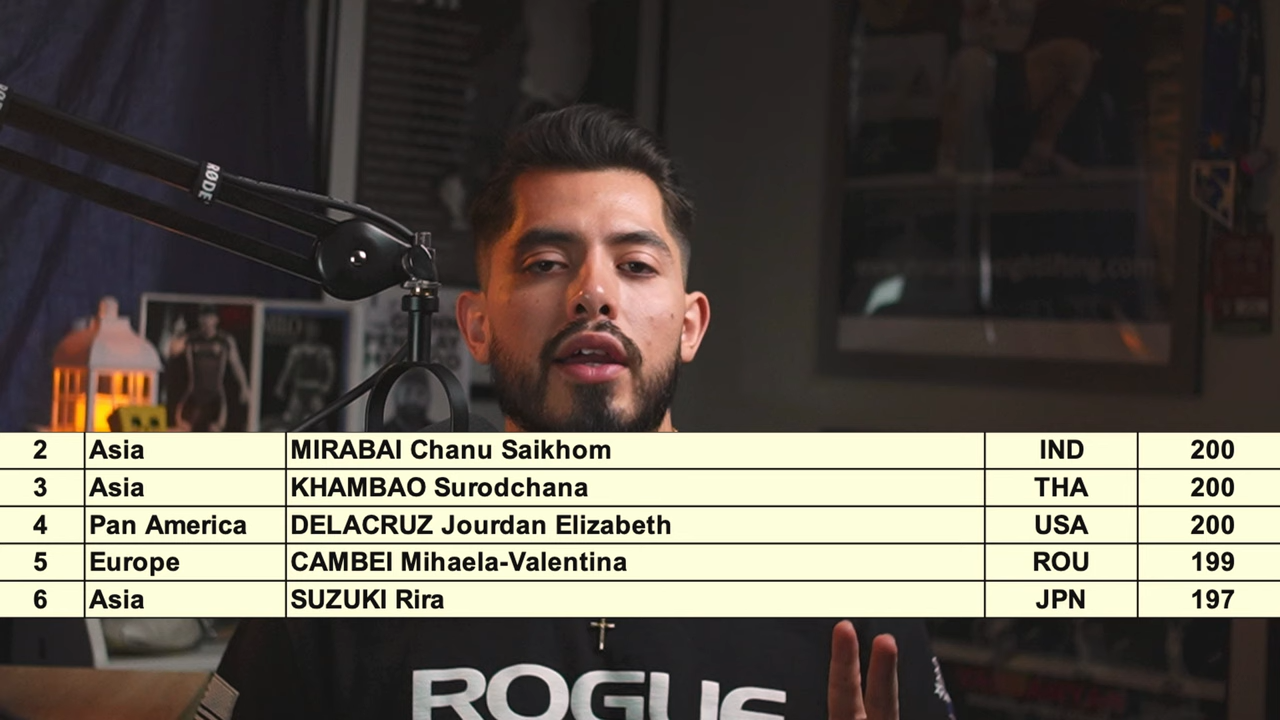 RØDE
2 Asia MIRABAI Chanu Saikhom IND 200
3 Asia KHAMBAO Surodchana THA 200
4 Pan America DELACRUZ Jourdan Elizabeth USA 200
5 Europe CAMBEI Mihaela-Valentina ROU 199
6 Asia SUZUKI Rira JPN 197
ROGUE